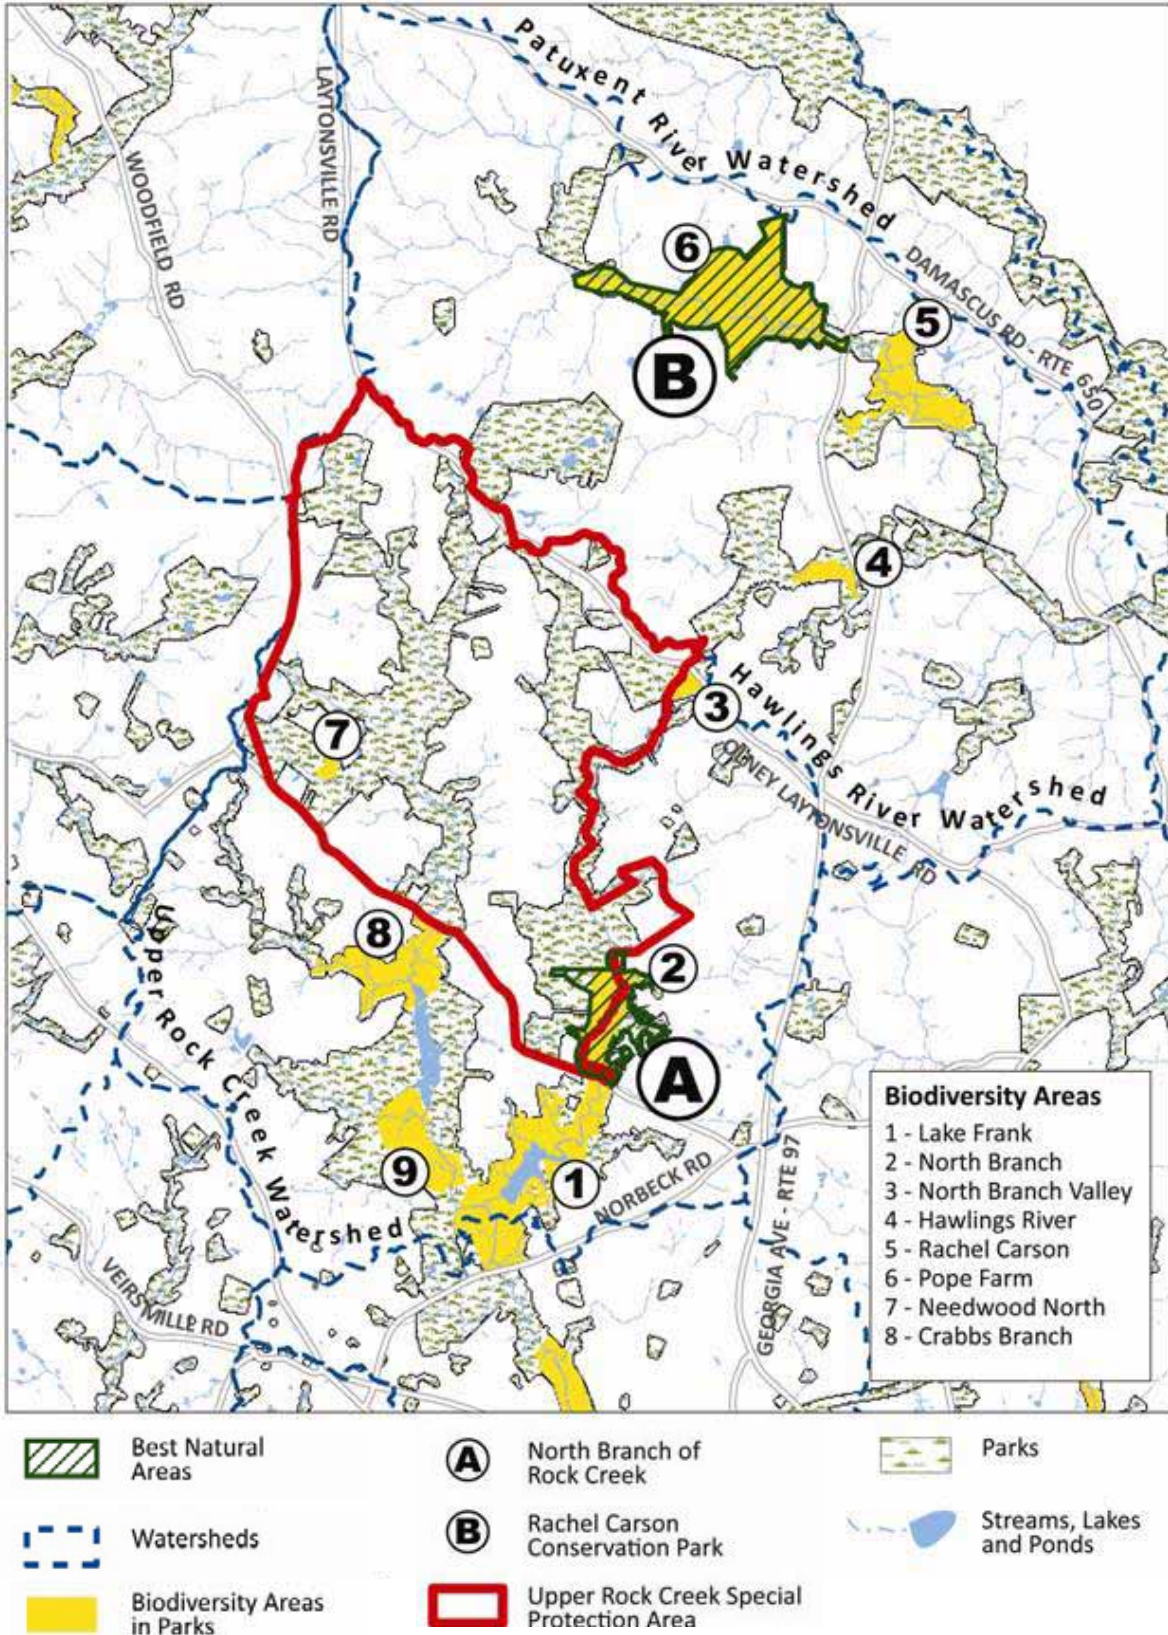 Patuxent River Watershed
LAYTONSVILLE RD
WOODFIELD RD
6
DAMASCUS RD - RTE 650
5
B
4
3
Hawlings River Watershed
7
OLNEY LAYTONSVILLE RD
8
2
Upper Rock Creek Watershed
A
9
1
NORBECK RD
GEORGIA AVE - RTE 97
VEIRS MILL RD
Biodiversity Areas
1 - Lake Frank
2 - North Branch
3 - North Branch Valley
4 - Hawlings River
5 - Rachel Carson
6 - Pope Farm
7 - Needwood North
8 - Crabbs Branch
Best Natural
Areas
A
North Branch of
Rock Creek
Parks
Watersheds
B
Rachel Carson
Conservation Park
Streams, Lakes
and Ponds
Biodiversity Areas
in Parks
Upper Rock Creek Special
Protection Area